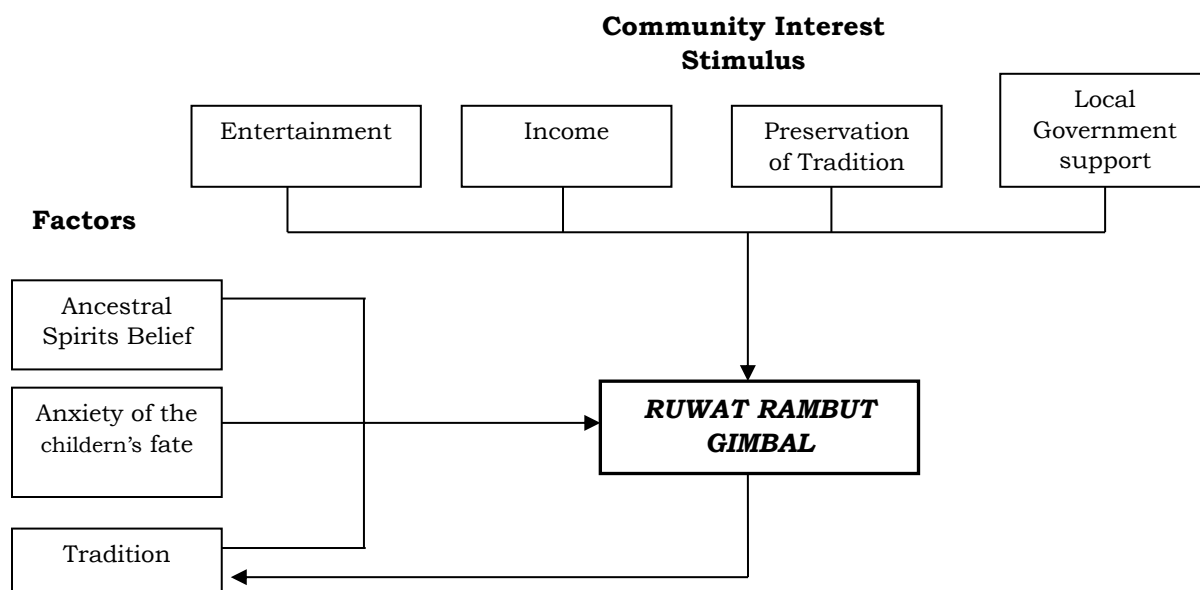 Community Interest
Stimulus
Entertainment
Income
Preservation
of Tradition
Local
Government
support
Factors
Ancestral
Spirits Belief
Anxiety of the
childern’s fate
RUWAT RAMBUT
GIMBAL
Tradition